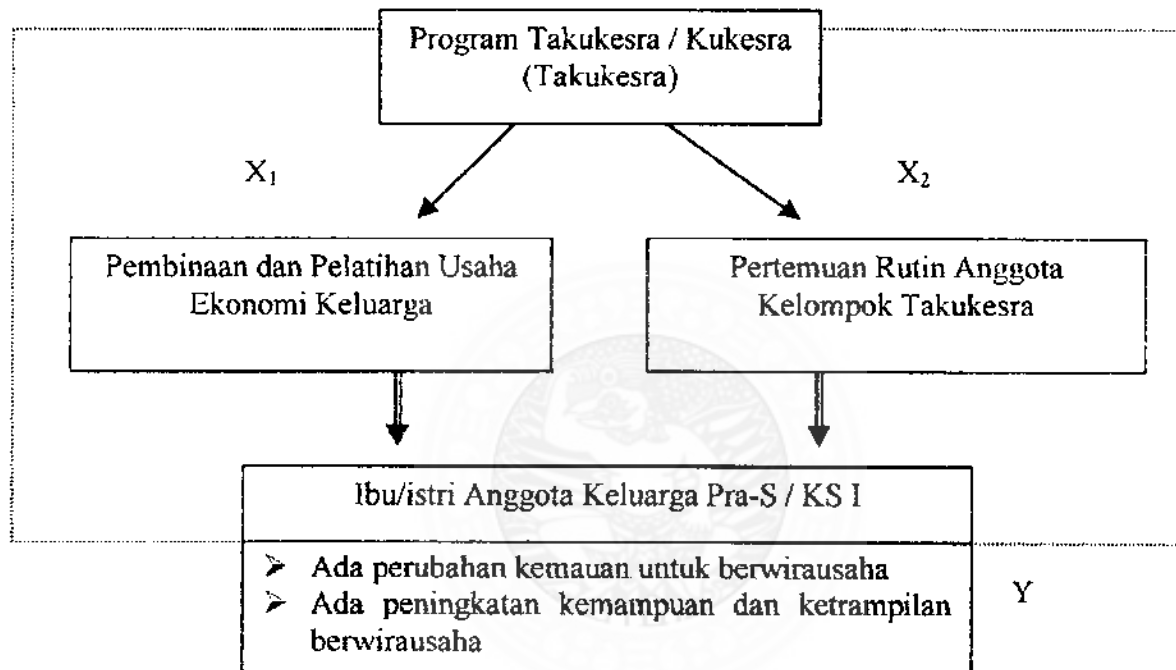 Program Takukesra / Kukesra
(Takukesra)
X₁
X₂
Pembinaan dan Pelatihan Usaha
Ekonomi Keluarga
Pertemuan Rutin Anggota
Kelompok Takukesra
Ibu/istri Anggota Keluarga Pra-S / KS I
➢ Ada perubahan kemauan untuk berwirausaha
➢ Ada peningkatan kemampuan dan ketrampilan
berwirausaha
Y